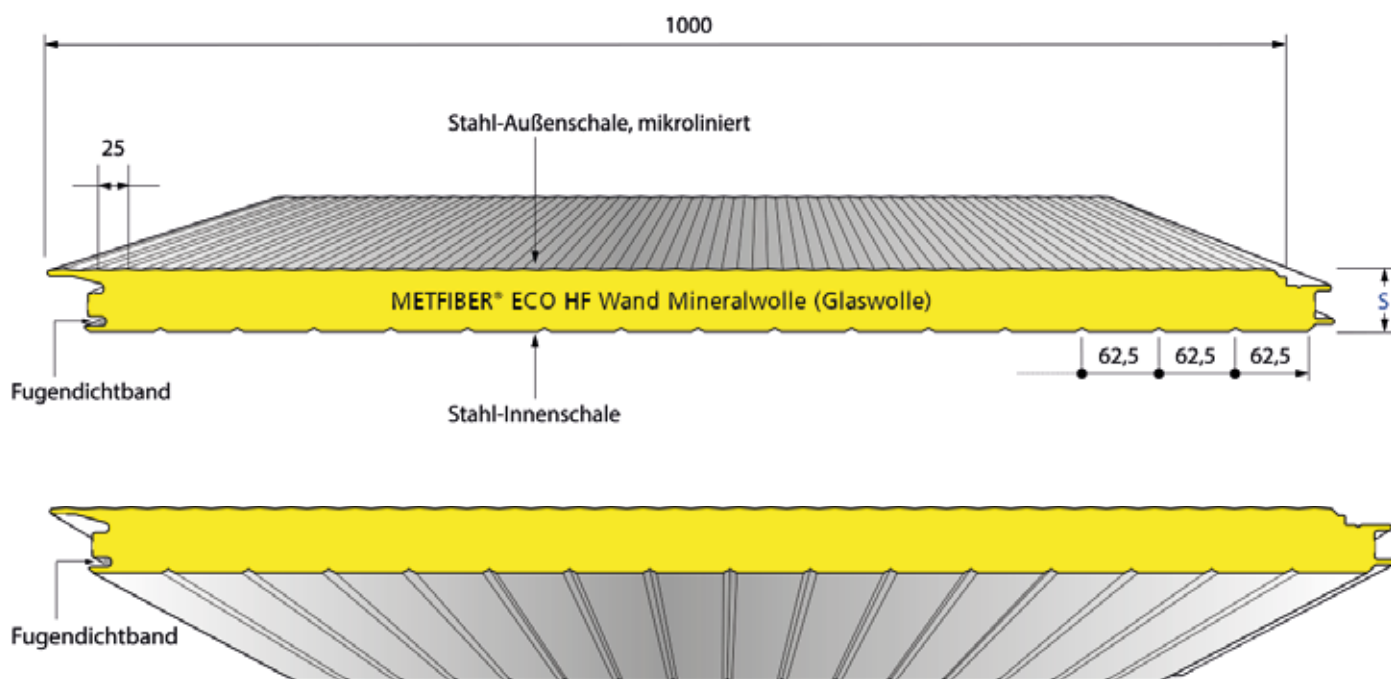 1000
Stahl-Außenschale, mikroliniert
25
METFIBER® ECO HF Wand Mineralwolle (Glaswolle)
S
62,5 62,5 62,5
Fugendichtband
Stahl-Innenschale
Fugendichtband